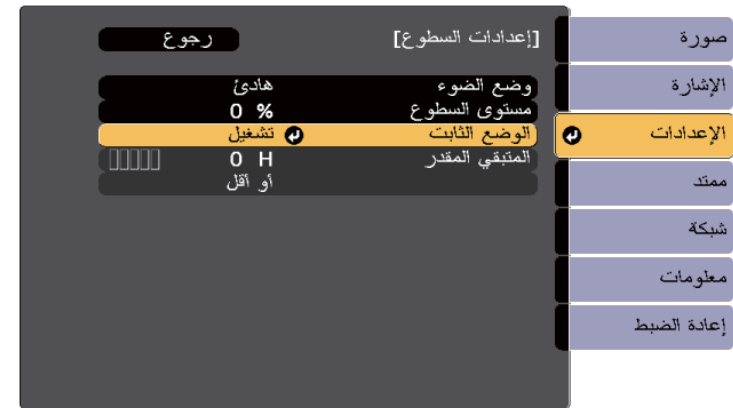 صورة
الإشارة
الإعدادات
ممتد
شبكة
معلومات
إعادة الضبط
[إعدادات السطوع] رجوع
وضع الضوء هادئ
مستوى السطوع % 0
الوضع الثابت تشغيل
المتبقي المقدر 0 H
أو أقل